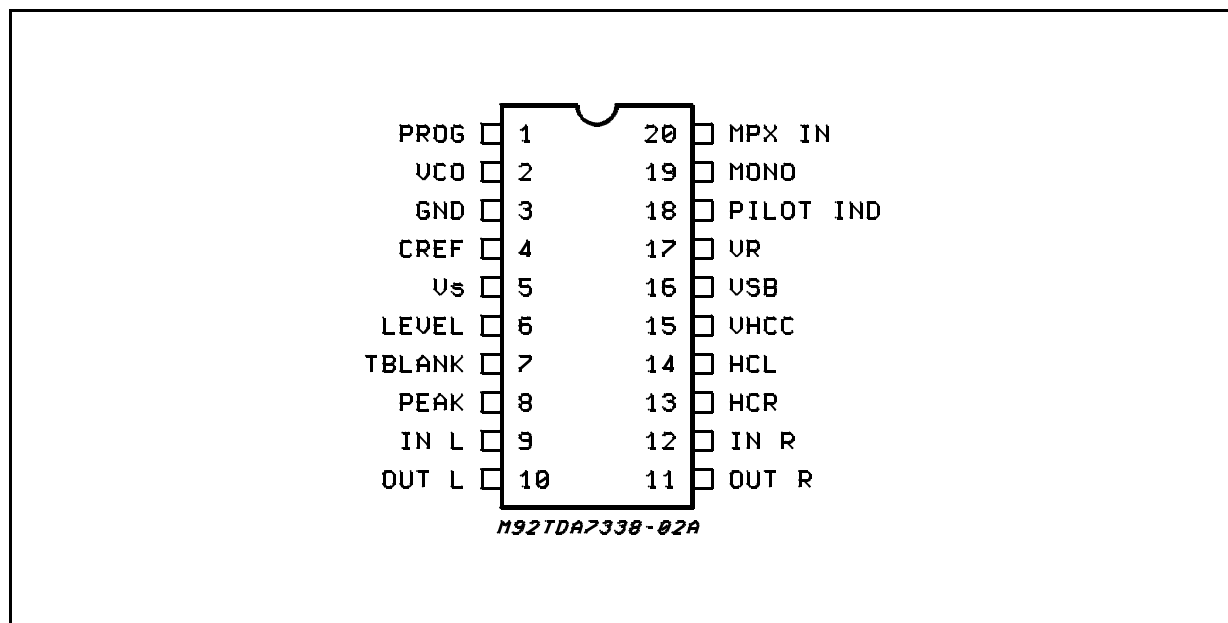 PROG 1 20 MPX IN
VCO 2 19 MONO
GND 3 18 PILOT IND
CREF 4 17 VR
Vs 5 16 VSB
LEVEL 6 15 VHCC
TBLANK 7 14 HCL
PEAK 8 13 HCR
IN L 9 12 IN R
OUT L 10 11 OUT R
M92TDA7338-02A